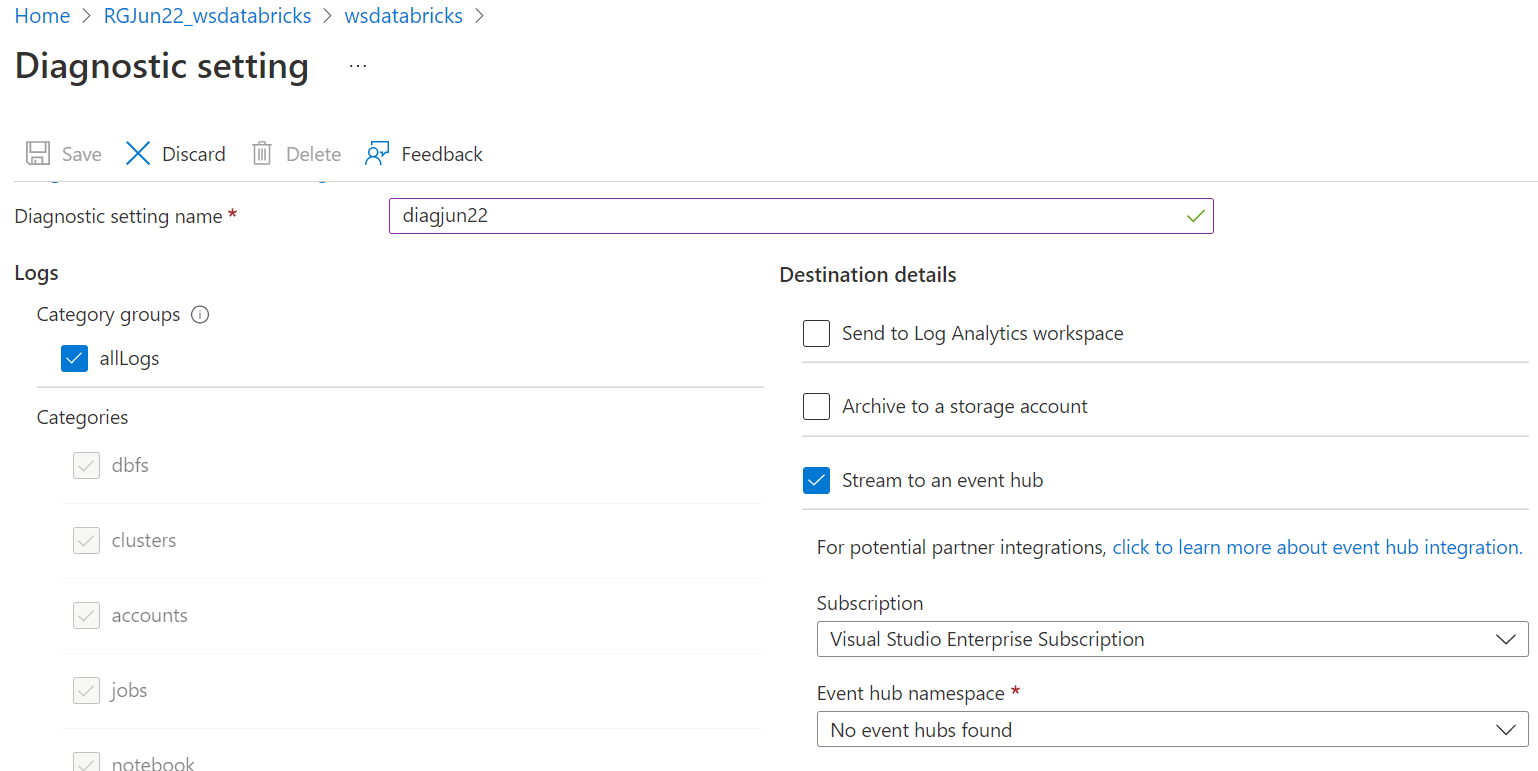 Home > RGJun22_wsdatabricks > wsdatabricks >
Diagnostic setting ...
Save Discard Delete Feedback
Diagnostic setting name *
diagjun22
Logs
Category groups
allLogs
Categories
dbfs
clusters
accounts
jobs
notebook
Destination details
Send to Log Analytics workspace
Archive to a storage account
Stream to an event hub
For potential partner integrations, click to learn more about event hub integration.
Subscription
Visual Studio Enterprise Subscription
Event hub namespace *
No event hubs found